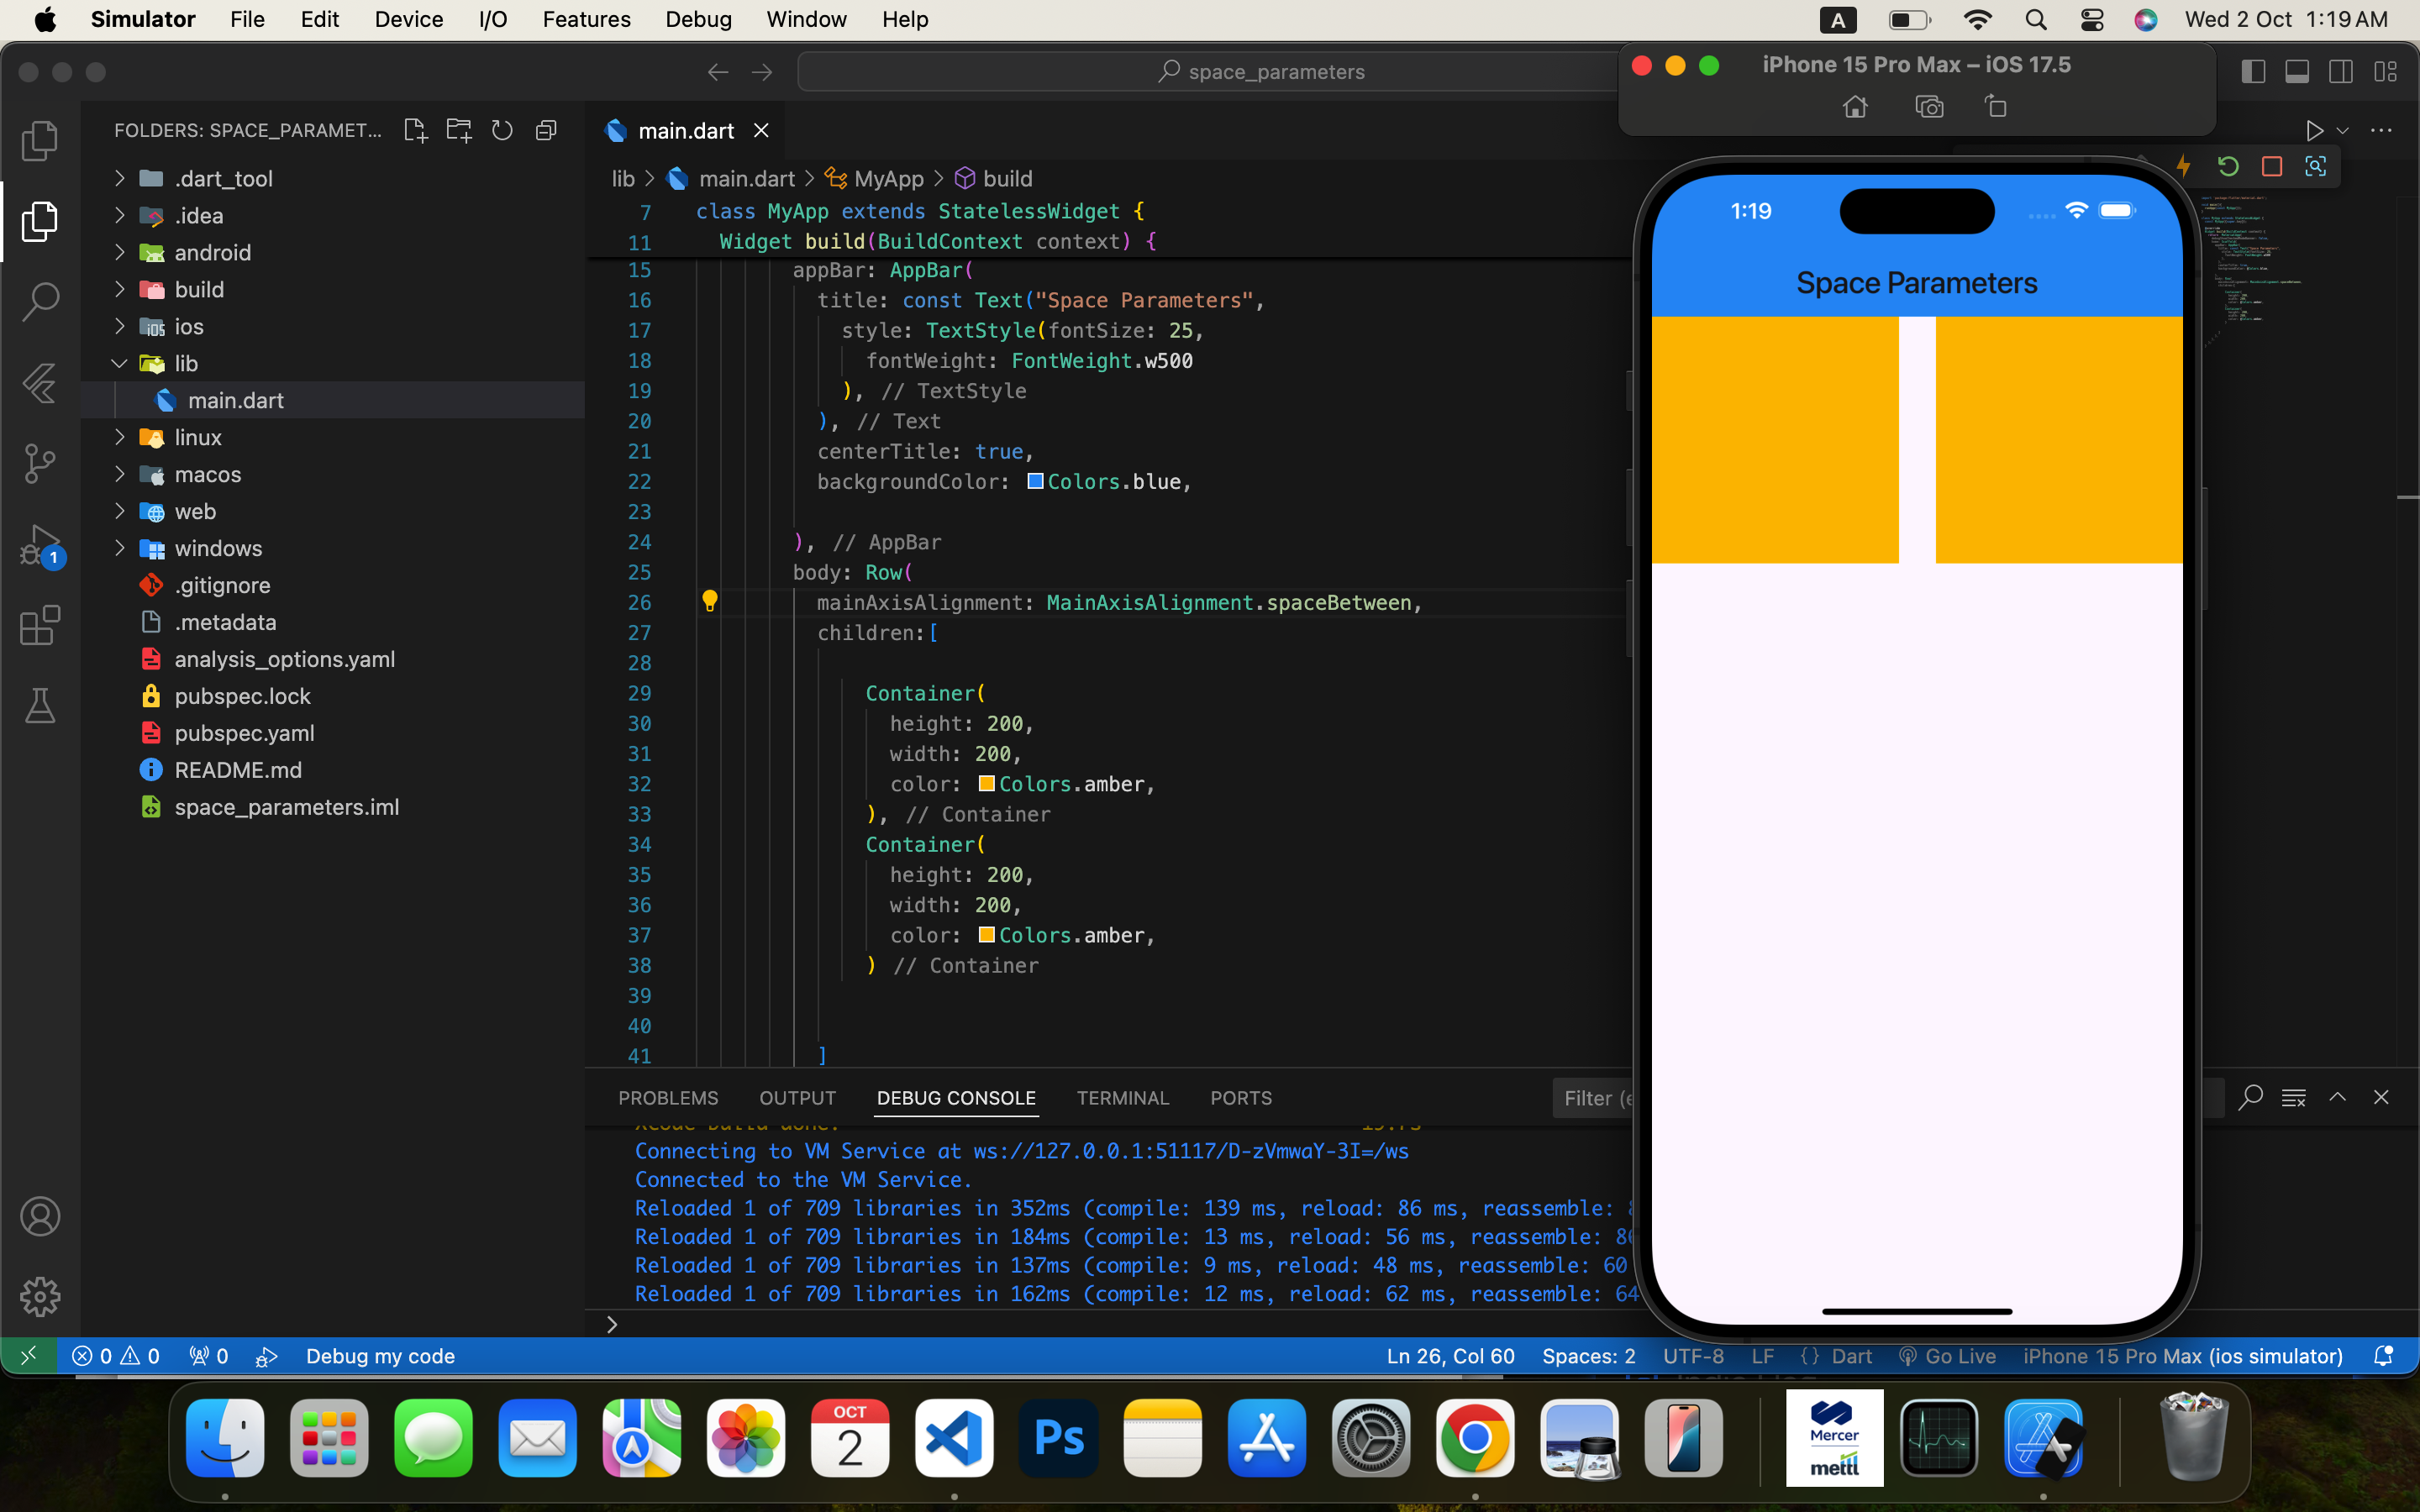 Simulator File Edit Device I/O Features Debug Window Help
A Wed 2 Oct 1:19 AM
space_parameters
iPhone 15 Pro Max – iOS 17.5
FOLDERS: SPACE_PARAMET...
.dart_tool
.idea
android
build
ios
lib
main.dart
linux
macos
web
windows
.gitignore
.metadata
analysis_options.yaml
pubspec.lock
pubspec.yaml
README.md
space_parameters.iml
1
main.dart
lib > main.dart > MyApp > build
7 class MyApp extends StatelessWidget {
11 Widget build(BuildContext context) {
15 appBar: AppBar(
16 title: const Text("Space Parameters",
17 style: TextStyle(fontSize: 25,
18 fontWeight: FontWeight.w500
19 ), // TextStyle
20 ), // Text
21 centerTitle: true,
22 backgroundColor: Colors.blue,
23
24 ), // AppBar
25 body: Row(
26 mainAxisAlignment: MainAxisAlignment.spaceBetween,
27 children:[
28
29 Container(
30 height: 200,
31 width: 200,
32 color: Colors.amber,
33 ), // Container
34 Container(
35 height: 200,
36 width: 200,
37 color: Colors.amber,
38 ) // Container
39
40
41 ]
1:19
Space Parameters
PROBLEMS OUTPUT DEBUG CONSOLE TERMINAL PORTS
Filter (e
Connecting to VM Service at ws://127.0.0.1:51117/D-zVmwaY-3I=/ws
Connected to the VM Service.
Reloaded 1 of 709 libraries in 352ms (compile: 139 ms, reload: 86 ms, reassemble:
Reloaded 1 of 709 libraries in 184ms (compile: 13 ms, reload: 56 ms, reassemble: 86
Reloaded 1 of 709 libraries in 137ms (compile: 9 ms, reload: 48 ms, reassemble: 60
Reloaded 1 of 709 libraries in 162ms (compile: 12 ms, reload: 62 ms, reassemble: 64
>
0 0 0 Debug my code
Ln 26, Col 60 Spaces: 2 UTF-8 LF {} Dart Go Live iPhone 15 Pro Max (ios simulator)
OCT
2
Ps
Mercer
mettl